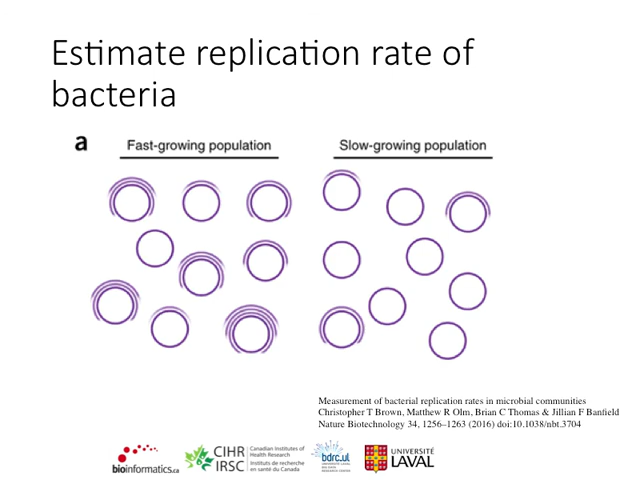 Estimate replication rate of
bacteria
a
Fast-growing population
Slow-growing population
Measurement of bacterial replication rates in microbial communities
Christopher T Brown, Matthew R Olm, Brian C Thomas & Jillian F Banfield
Nature Biotechnology 34, 1256–1263 (2016) doi:10.1038/nbt.3704
bioinformatics.ca
CIHR
IRSC
Canadian Institutes of
Health Research
Instituts de recherche
en santé du Canada
bdrc.ul
UNIVERSITÉ
LAVAL